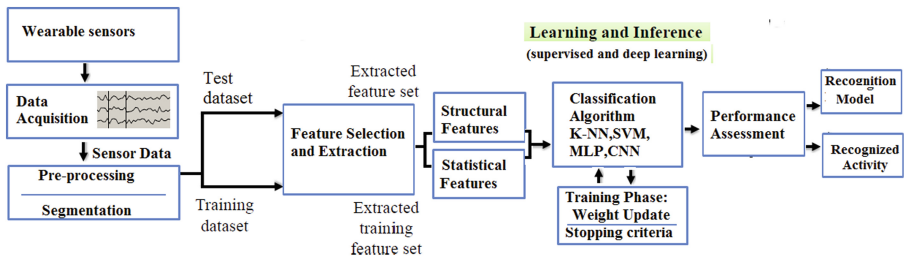 Wearable sensors
Data
Acquisition
Sensor Data
Pre-processing
Segmentation
Test
dataset
Training
dataset
Extracted
feature set
Feature Selection
and Extraction
Extracted
training
feature set
Structural
Features
Statistical
Features
Learning and Inference
(supervised and deep learning)
Classification
Algorithm
K-NN,SVM,
MLP,CNN
Training Phase:
Weight Update
Stopping criteria
Performance
Assessment
Recognition
Model
Recognized
Activity